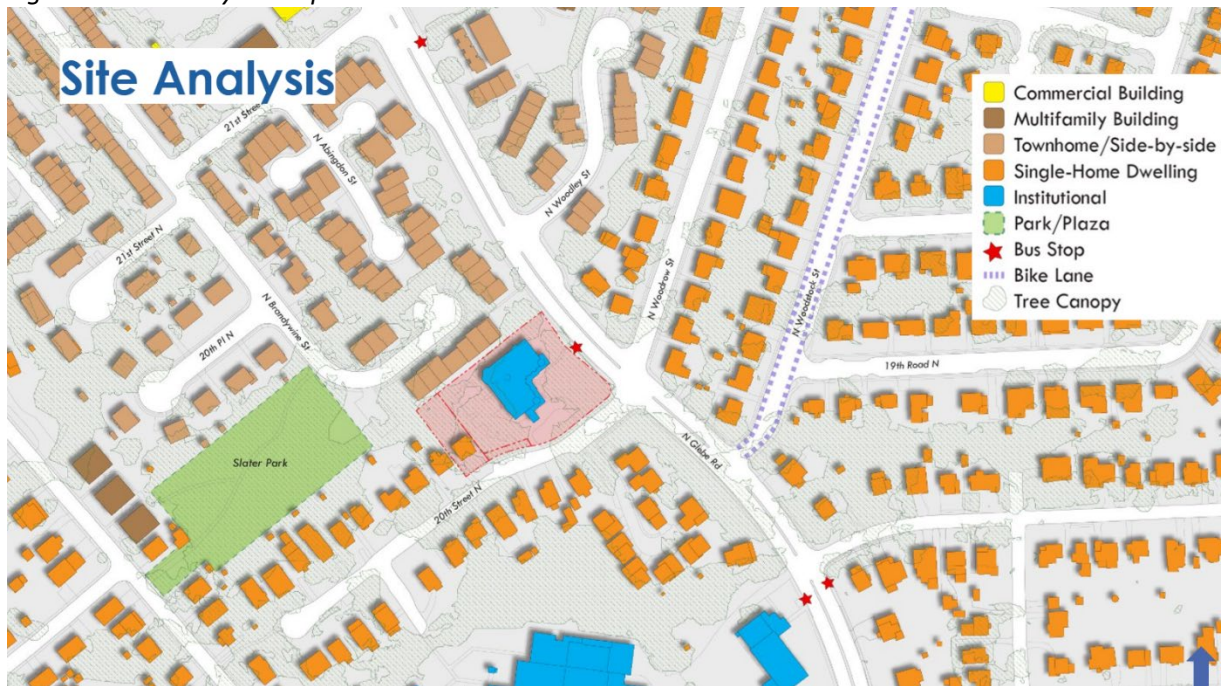 Site Analysis
Commercial Building
Multifamily Building
Townhome/Side-by-side
Single-Home Dwelling
Institutional
Park/Plaza
Bus Stop
Bike Lane
Tree Canopy
21st Street
N Abingdon St
N Woodley St
21st Street N
N Brandywine St
20th Pl N
N Woodrow St
N Woodstock St
19th Road N
N Glebe Rd
20th Street N
Slater Park